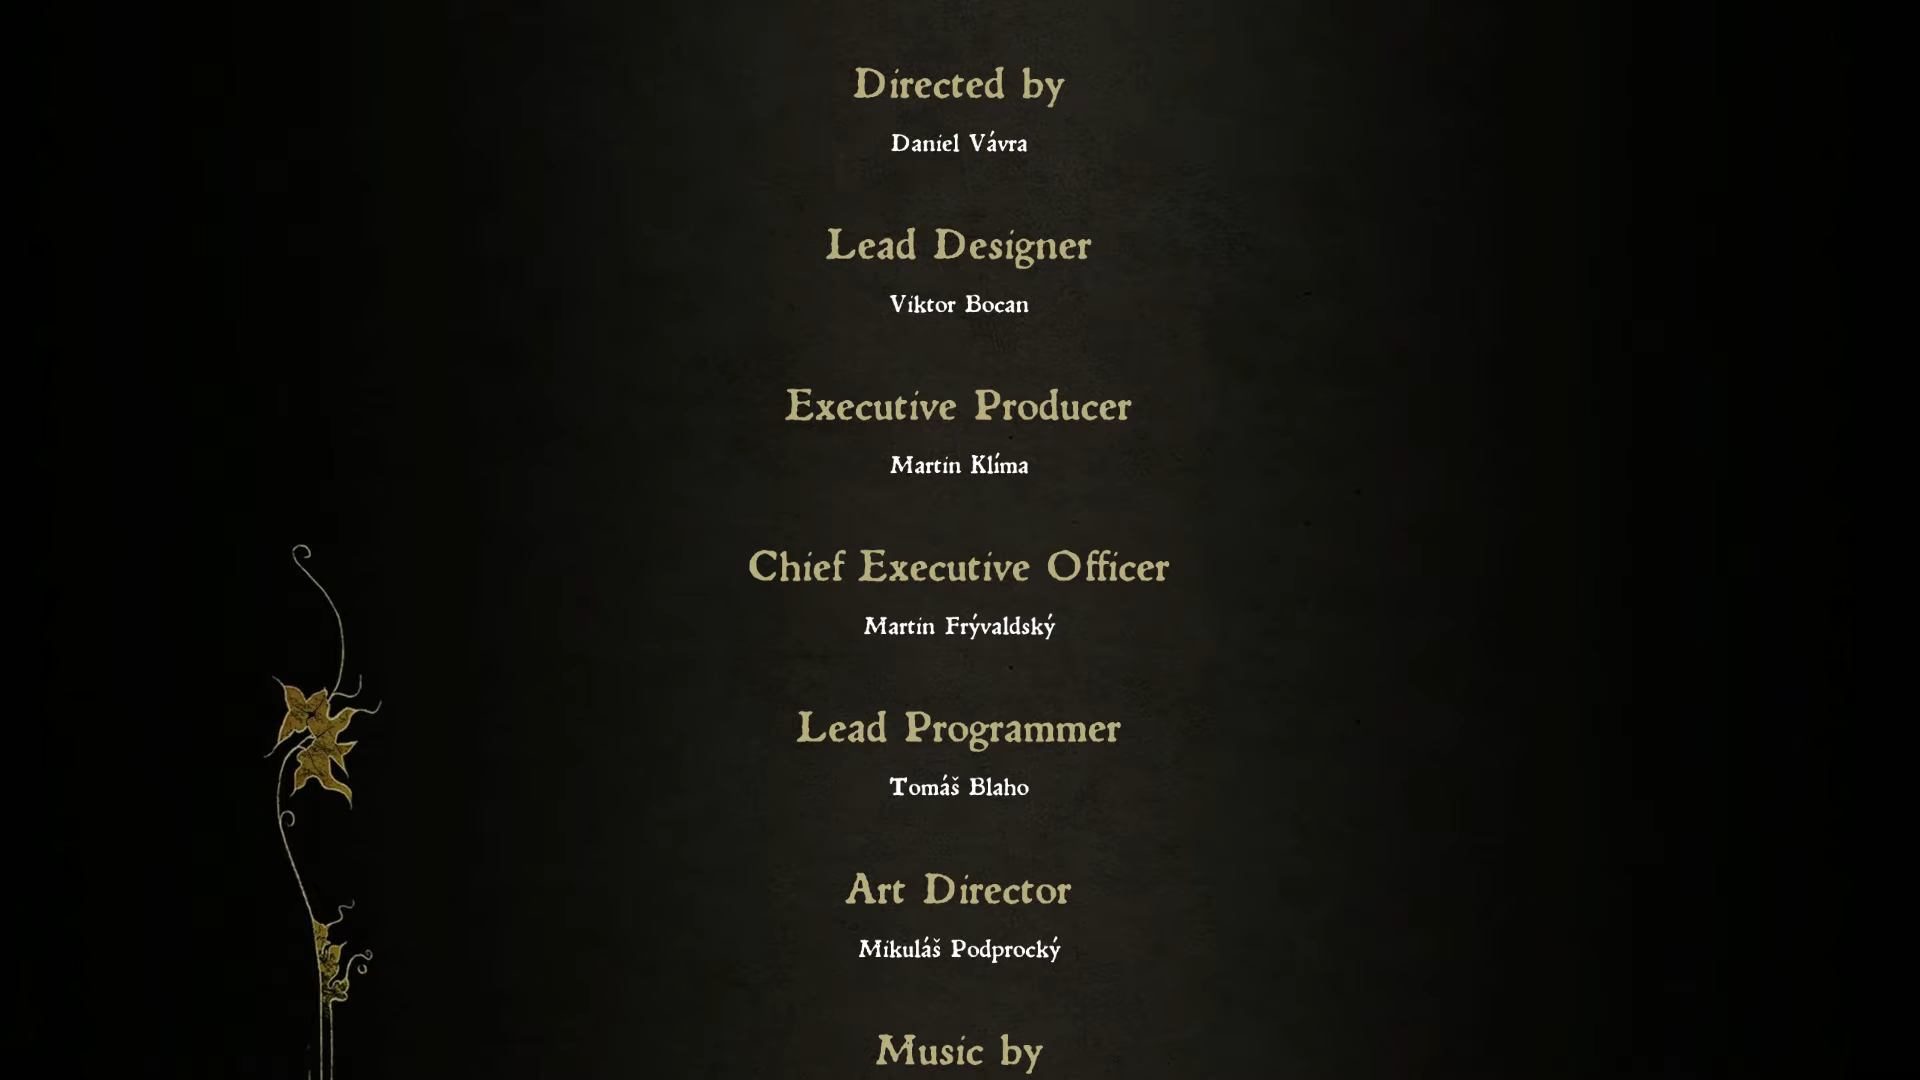 Directed by
Daniel Vávra
Lead Designer
Viktor Bocan
Executive Producer
Martin Klíma
Chief Executive Officer
Martin Frývaldský
Lead Programmer
Tomáš Blaho
Art Director
Mikuláš Podprocký
Music by